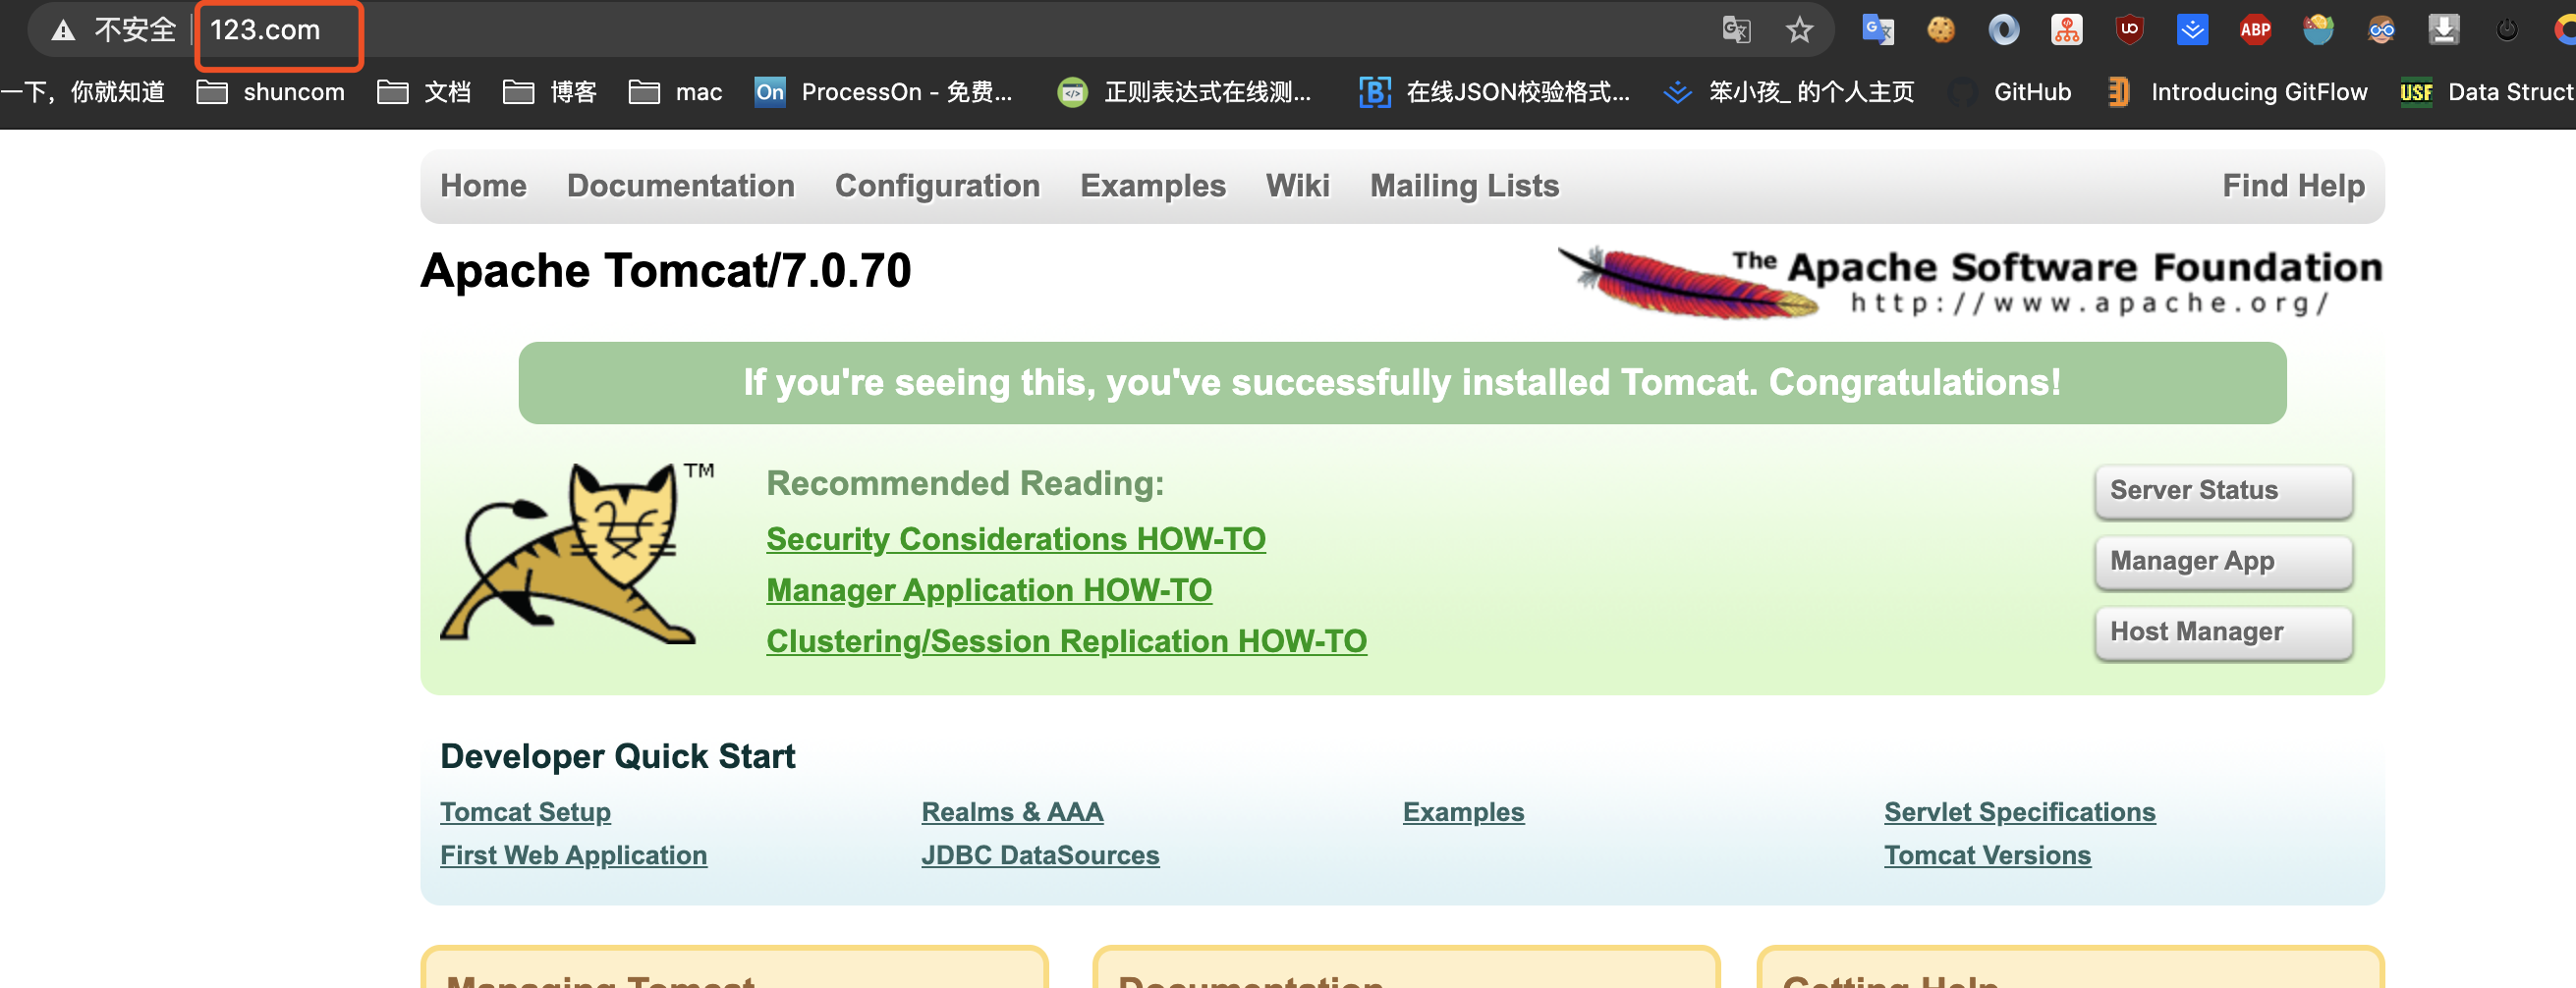 不安全 | 123.com
一下，你就知道 shuncom 文档 博客 mac On ProcessOn - 免费... 正则表达式在线测... 在线JSON校验格式... 笨小孩_ 的个人主页 GitHub Introducing GitFlow USF Data Struct
Home Documentation Configuration Examples Wiki Mailing Lists Find Help
Apache Tomcat/7.0.70
The Apache Software Foundation
http://www.apache.org/
If you're seeing this, you've successfully installed Tomcat. Congratulations!
TM
Recommended Reading:
Security Considerations HOW-TO
Manager Application HOW-TO
Clustering/Session Replication HOW-TO
Server Status
Manager App
Host Manager
Developer Quick Start
Tomcat Setup Realms & AAA Examples Servlet Specifications
First Web Application JDBC DataSources Tomcat Versions
Managing Tomcat Documentation Getting Help